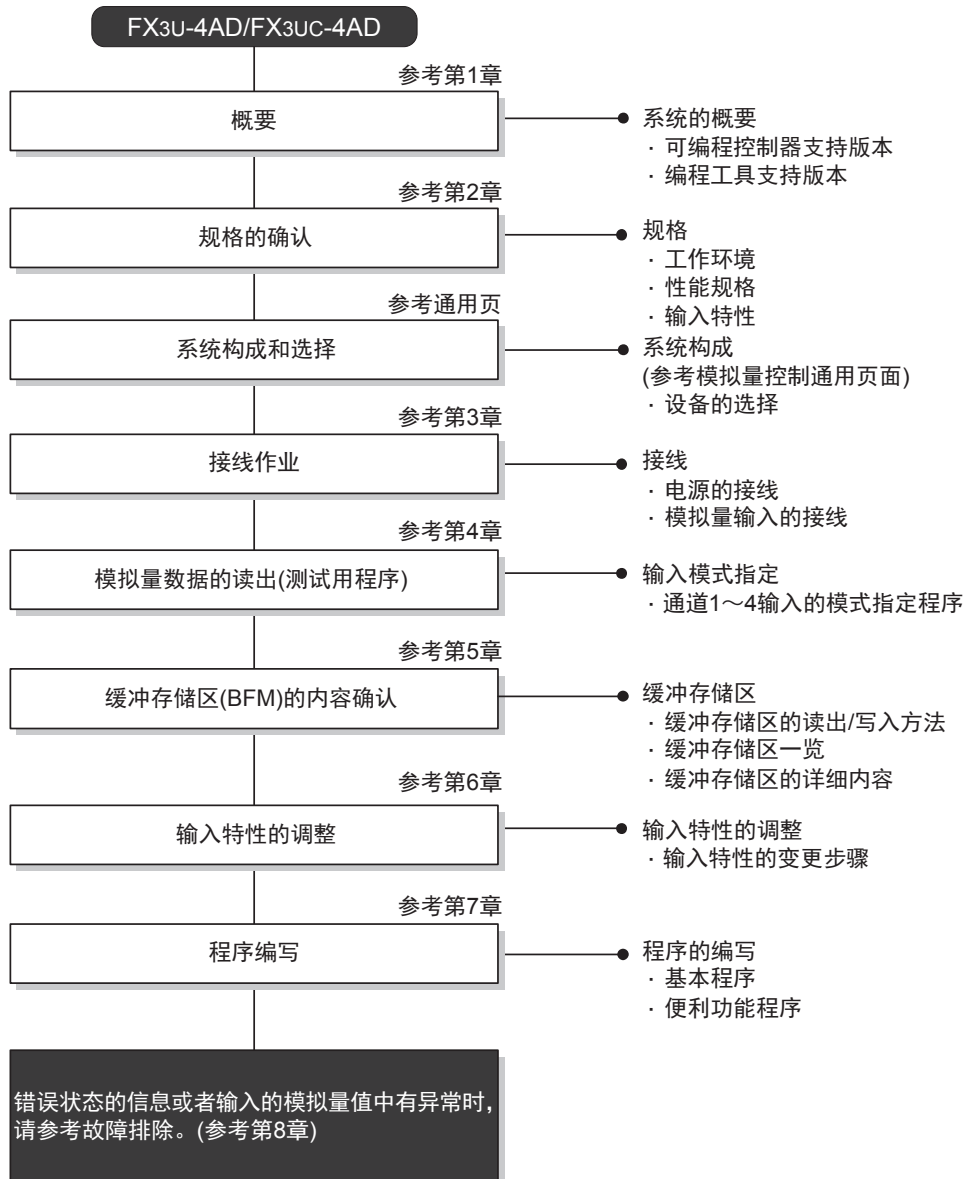 FX3U-4AD/FX3UC-4AD
参考第1章
概要
系统的概要
· 可编程控制器支持版本
· 编程工具支持版本
参考第2章
规格的确认
规格
· 工作环境
· 性能规格
· 输入特性
参考通用页
系统构成和选择
系统构成
(参考模拟量控制通用页面)
· 设备的选择
参考第3章
接线作业
接线
· 电源的接线
· 模拟量输入的接线
参考第4章
模拟量数据的读出(测试用程序)
输入模式指定
· 通道1～4输入的模式指定程序
参考第5章
缓冲存储区(BFM)的内容确认
缓冲存储区
· 缓冲存储区的读出/写入方法
· 缓冲存储区一览
· 缓冲存储区的详细内容
参考第6章
输入特性的调整
输入特性的调整
· 输入特性的变更步骤
参考第7章
程序编写
程序的编写
· 基本程序
· 便利功能程序
错误状态的信息或者输入的模拟量值中有异常时，
请参考故障排除。(参考第8章)